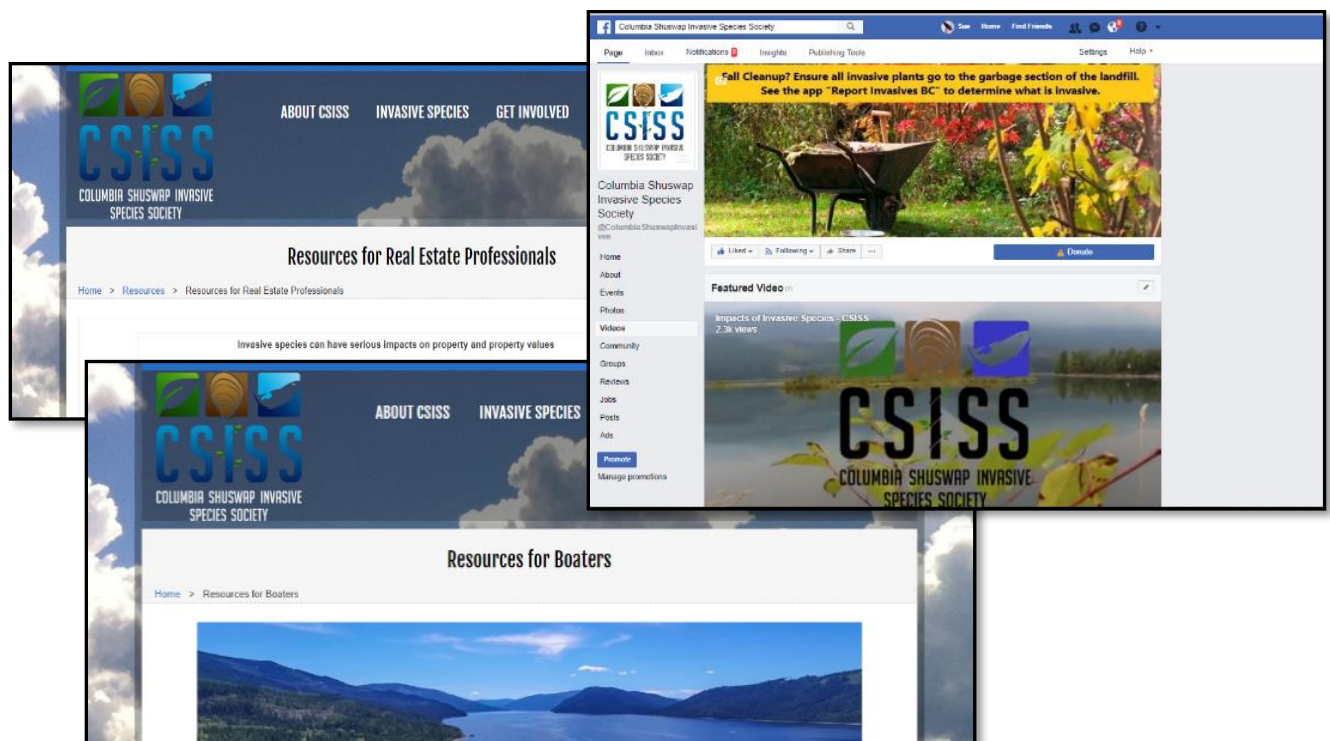 ABOUT CSISS INVASIVE SPECIES GET INVOLVED
CSISS
COLUMBIA SHUSWAP INVASIVE
SPECIES SOCIETY
Resources for Real Estate Professionals
Home > Resources > Resources for Real Estate Professionals
Invasive species can have serious impacts on property and property values
ABOUT CSISS INVASIVE SPECIES
CSISS
COLUMBIA SHUSWAP INVASIVE
SPECIES SOCIETY
Resources for Boaters
Home > Resources for Boaters
Columbia Shuswap Invasive Species Society
Sue Home Find Friends
Page Inbox Notifications Insights Publishing Tools Settings Help
Fall Cleanup? Ensure all invasive plants go to the garbage section of the landfill.
See the app "Report Invasives BC" to determine what is invasive.
CSISS
COLUMBIA SHUSWAP INVASIVE
SPECIES SOCIETY
Columbia Shuswap
Invasive Species
Society
@ColumbiaShuswapInvasi
Home
About
Events
Photos
Videos
Community
Groups
Reviews
Jobs
Posts
Ads
Promote
Manage promotions
Liked Following Share ...
Donate
Featured Video
Impacts of Invasive Species - CSISS
2.3k views
CSISS
COLUMBIA SHUSWAP INVASIVE
SPECIES SOCIETY